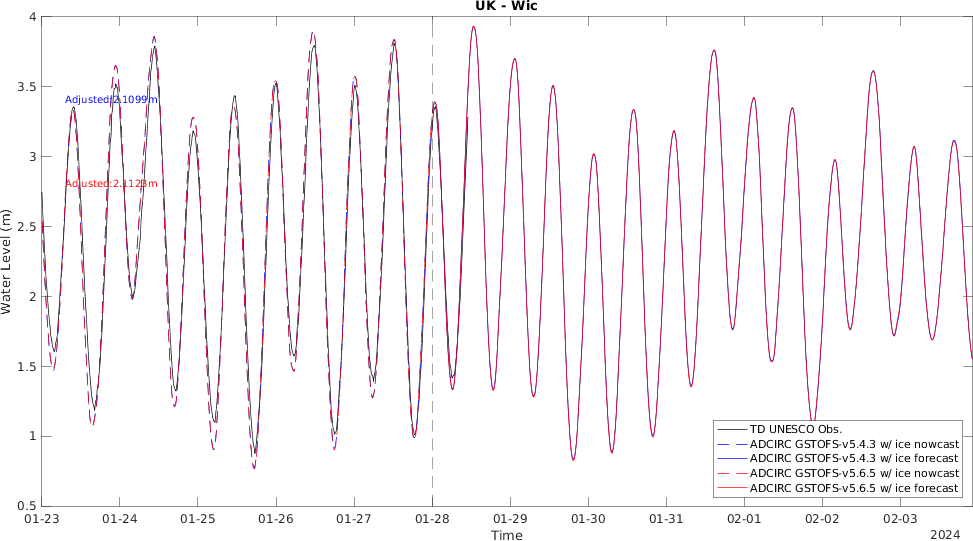 UK - Wic
4
3.5
3
2.5
2
1.5
1
0.5
Water Level (m)
Adjusted:2.1099m
Adjusted:2.1123m
TD UNESCO Obs.
ADCIRC GSTOFS-v5.4.3 w/ ice nowcast
ADCIRC GSTOFS-v5.4.3 w/ ice forecast
ADCIRC GSTOFS-v5.6.5 w/ ice nowcast
ADCIRC GSTOFS-v5.6.5 w/ ice forecast
01-23 01-24 01-25 01-26 01-27 01-28 01-29 01-30 01-31 02-01 02-02 02-03
Time
2024